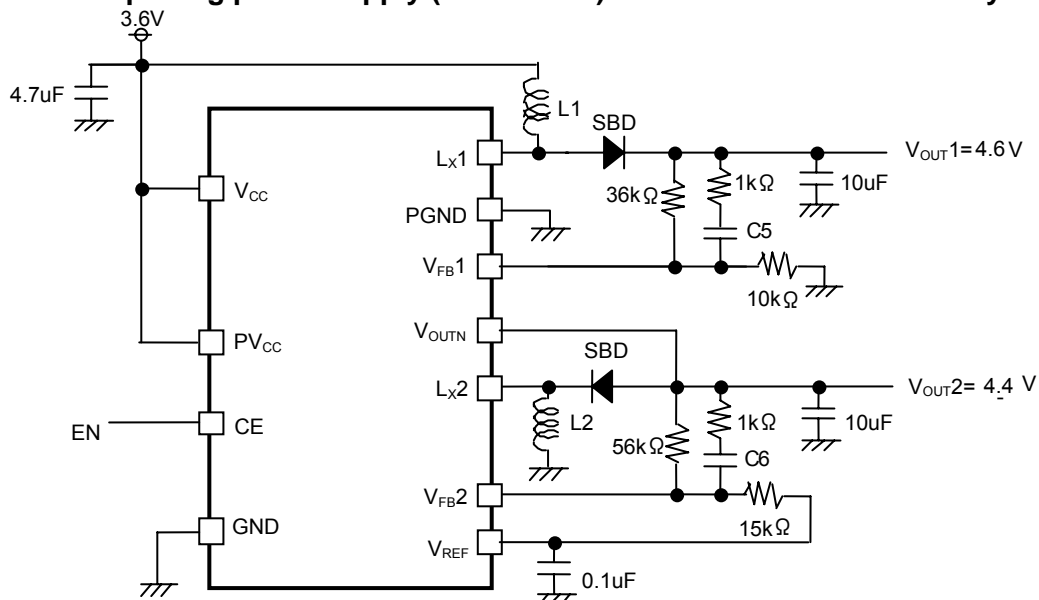 3.6V
4.7uF
L1
SBD
LX1
VOUT1=4.6 V
VCC
36kΩ
1kΩ
10uF
PGND
C5
VFB1
10kΩ
VOUTN
PVCC
SBD
LX2
VOUT2= 4.4 V
EN
CE
L2
1kΩ
10uF
56kΩ
C6
VFB2
15kΩ
GND
VREF
0.1uF